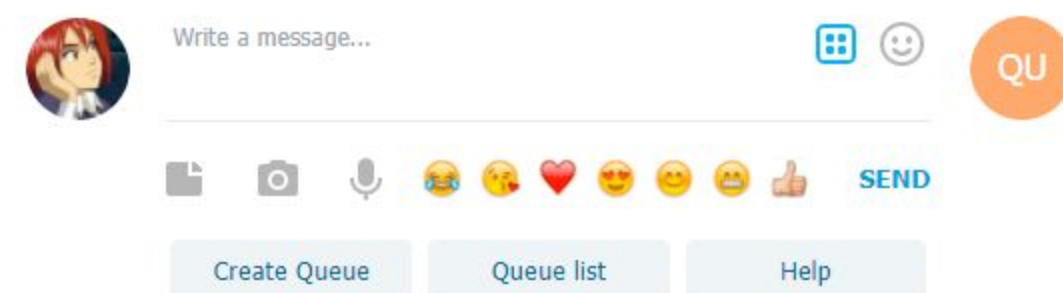 Write a message...
QU
SEND
Create Queue
Queue list
Help